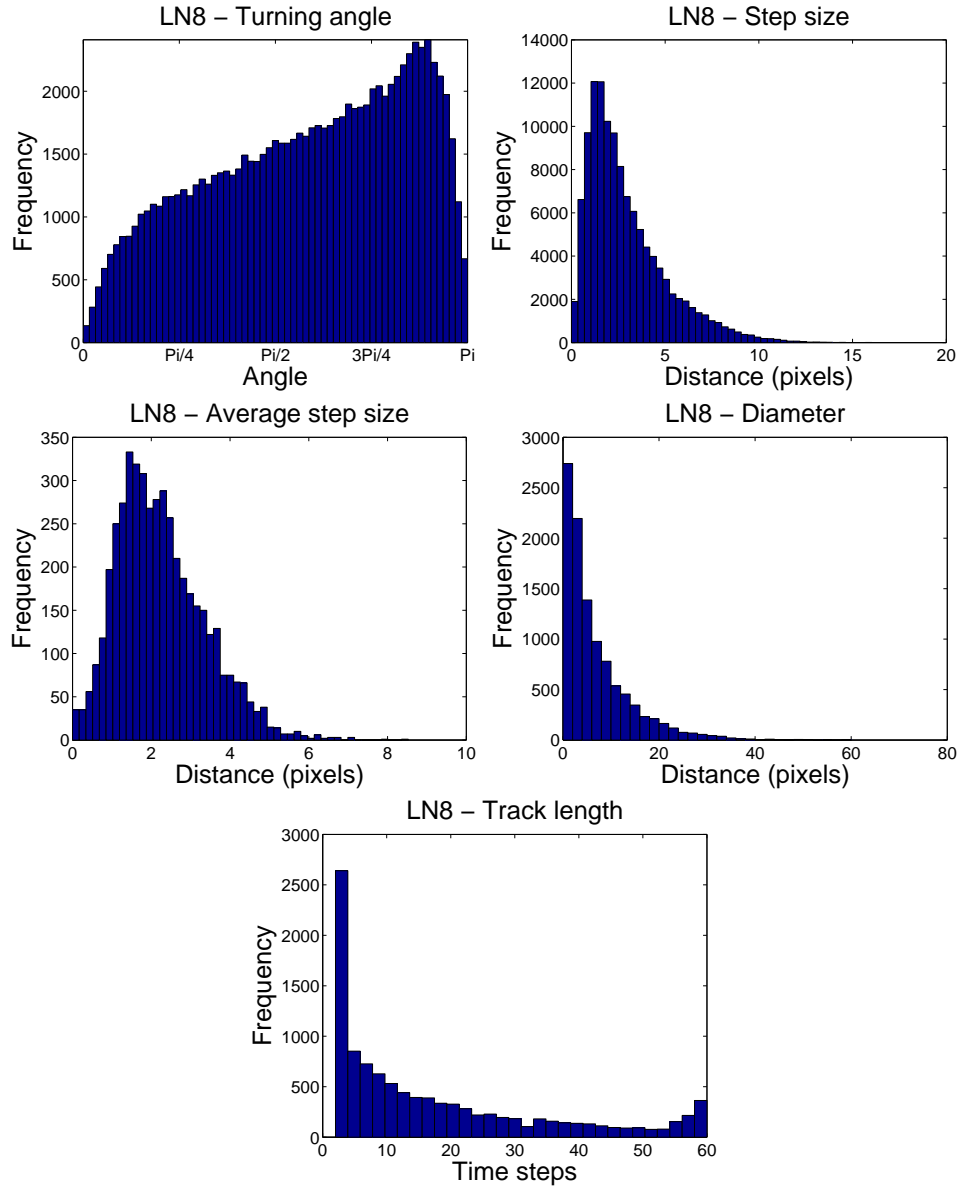 LN8 − Turning angle
2000
1500
1000
500
0
Frequency
0 Pi/4 Pi/2 3Pi/4 Pi
Angle
LN8 − Step size
14000
12000
10000
8000
6000
4000
2000
0
Frequency
0 5 10 15 20
Distance (pixels)
LN8 − Average step size
350
300
250
200
150
100
50
0
Frequency
0 2 4 6 8 10
Distance (pixels)
LN8 − Diameter
3000
2500
2000
1500
1000
500
0
Frequency
0 20 40 60 80
Distance (pixels)
LN8 − Track length
3000
2500
2000
1500
1000
500
0
Frequency
0 10 20 30 40 50 60
Time steps